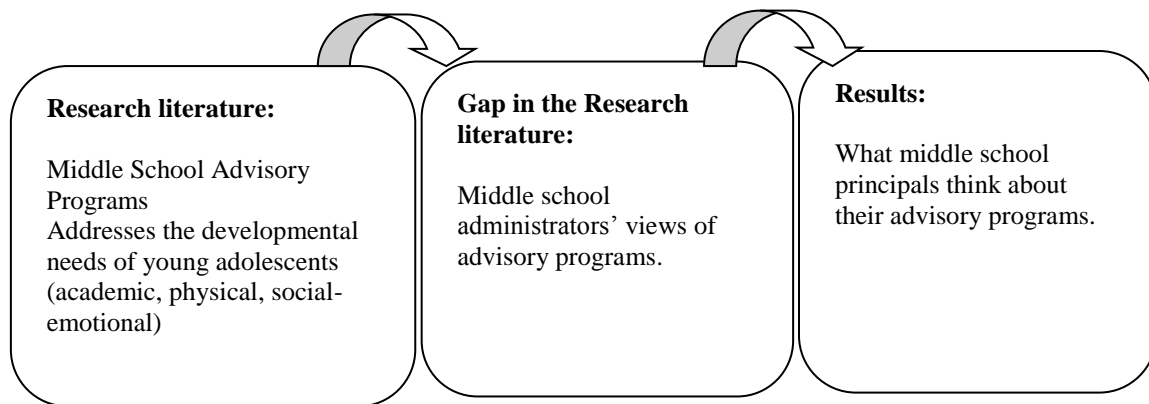 Research literature:
Middle School Advisory
Programs
Addresses the developmental
needs of young adolescents
(academic, physical, social-
emotional)
Gap in the Research
literature:
Middle school
administrators’ views of
advisory programs.
Results:
What middle school
principals think about
their advisory programs.